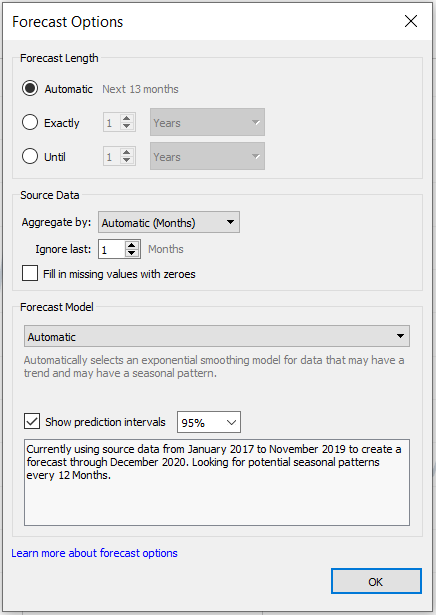 Forecast Options
Forecast Length
Automatic Next 13 months
Exactly 1 Years
Until 1 Years
Source Data
Aggregate by: Automatic (Months)
Ignore last: 1 Months
Fill in missing values with zeroes
Forecast Model
Automatic
Automatically selects an exponential smoothing model for data that may have a
trend and may have a seasonal pattern.
Show prediction intervals 95%
Currently using source data from January 2017 to November 2019 to create a
forecast through December 2020. Looking for potential seasonal patterns
every 12 Months.
Learn more about forecast options
OK